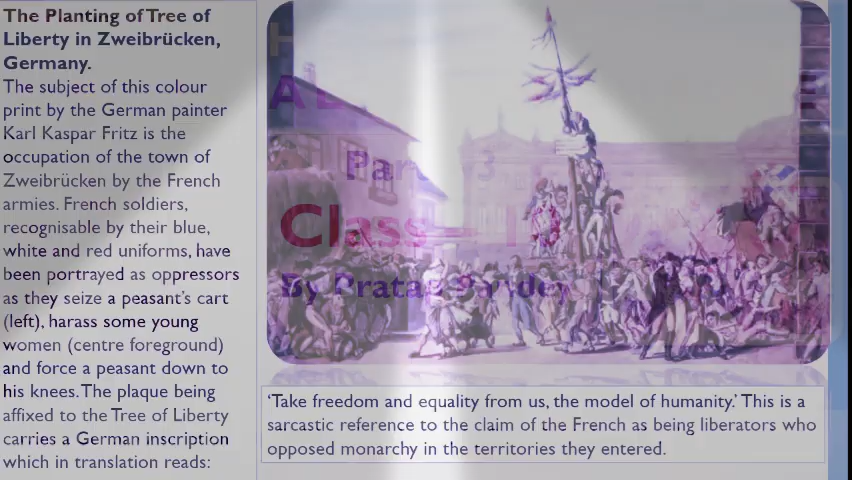 The Planting of Tree of
Liberty in Zweibrücken,
Germany.
The subject of this colour
print by the German painter
Karl Kaspar Fritz is the
occupation of the town of
Zweibrücken by the French
armies. French soldiers,
recognisable by their blue,
white and red uniforms, have
been portrayed as oppressors
as they seize a peasant's cart
(left), harass some young
women (centre foreground)
and force a peasant down to
his knees. The plaque being
affixed to the Tree of Liberty
carries a German inscription
which in translation reads:
3
Class
By Pratap Pandey
'Take freedom and equality from us, the model of humanity.' This is a
sarcastic reference to the claim of the French as being liberators who
opposed monarchy in the territories they entered.